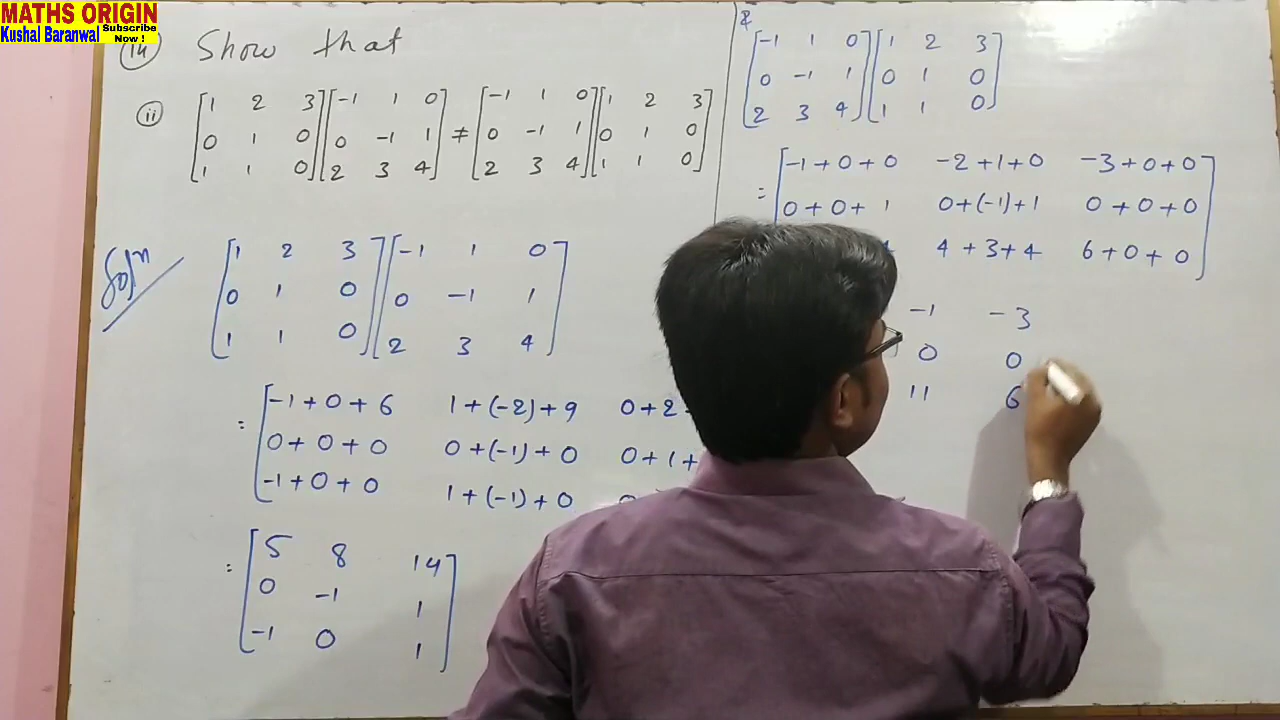 MATHS ORIGIN
Kushal Baranwal Subscribe Now !
14 Show that
ii [1 2 3] [-1 1 0] ≠ [-1 1 0] [1 2 3]
[0 1 0] [0 -1 1] [0 -1 1] [0 1 0]
[1 1 0] [2 3 4] [2 3 4] [1 1 0]
Solⁿ [1 2 3] [-1 1 0]
[0 1 0] [0 -1 1]
[1 1 0] [2 3 4]
= [-1+0+6 1+(-2)+9 0+2
0+0+0 0+(-1)+0 0+1+
-1+0+0 1+(-1)+0
= [5 8 14]
[0 -1 1]
[-1 0 1]
&
[-1 1 0] [1 2 3]
[0 -1 1] [0 1 0]
[2 3 4] [1 1 0]
= [-1+0+0 -2+1+0 -3+0+0]
[0+0+1 0+(-1)+1 0+0+0]
4+3+4 6+0+0]
-1 -3
0 0
11 6